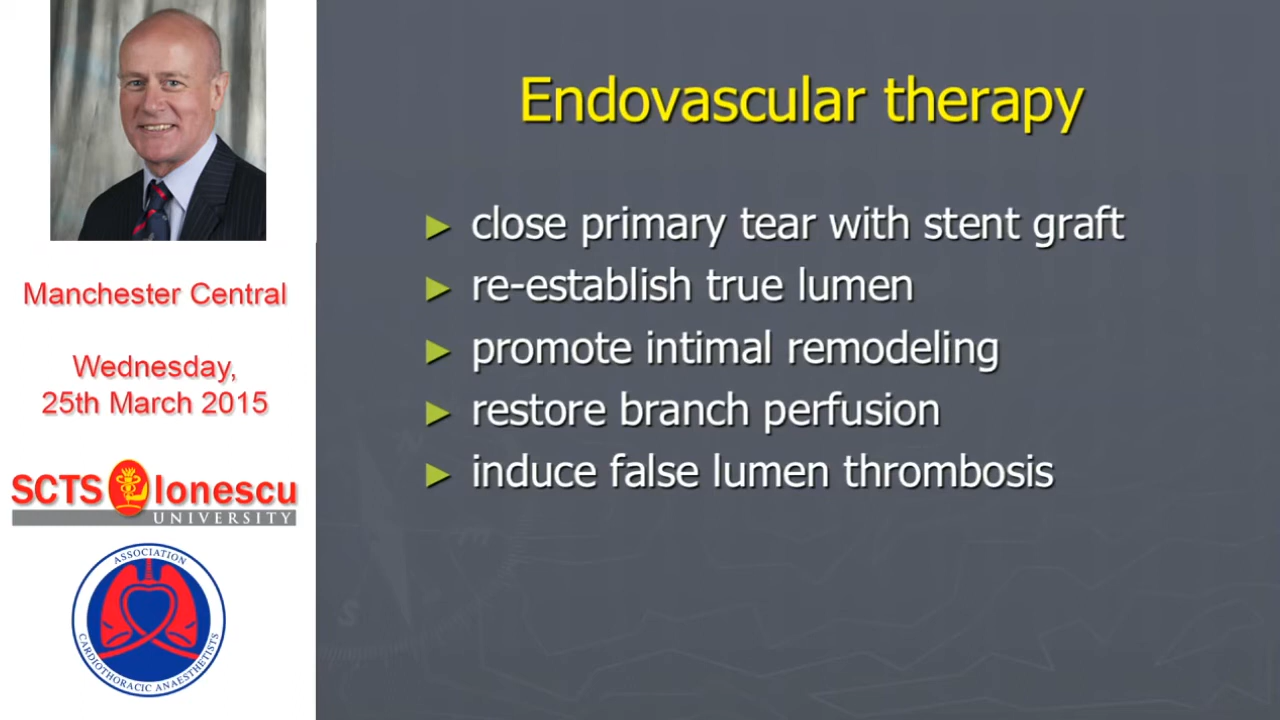 Manchester Central
Wednesday,
25th March 2015
SCTS Ionescu
UNIVERSITY
ASSOCIATION
CARDIOTHORACIC ANAESTHETISTS
Endovascular therapy
close primary tear with stent graft
re-establish true lumen
promote intimal remodeling
restore branch perfusion
induce false lumen thrombosis